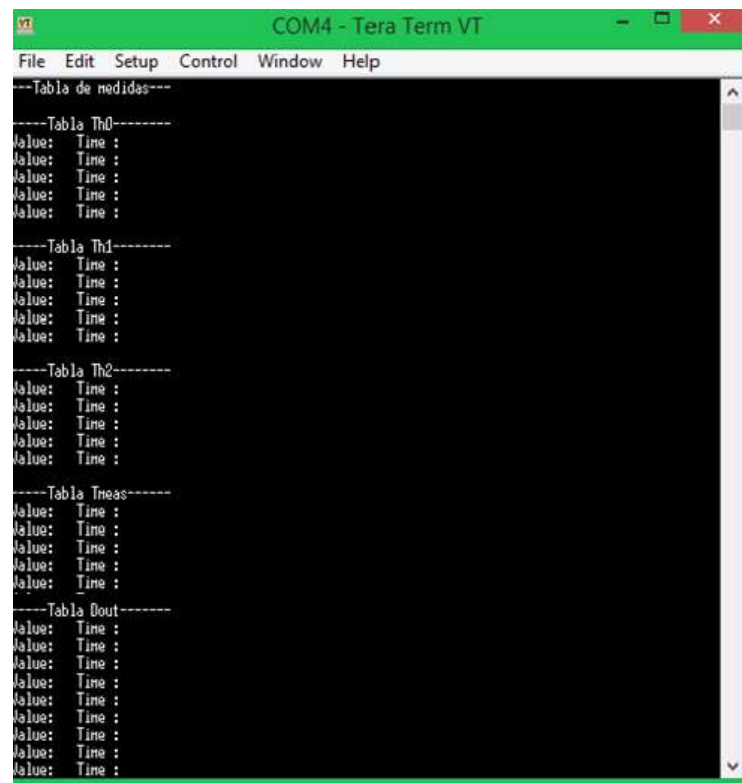 COM4 - Tera Term VT
File Edit Setup Control Window Help
---Tabla de medidas---
-----Tabla Th0--------
Value: Time :
Value: Time :
Value: Time :
Value: Time :
Value: Time :
-----Tabla Th1--------
Value: Time :
Value: Time :
Value: Time :
Value: Time :
Value: Time :
-----Tabla Th2--------
Value: Time :
Value: Time :
Value: Time :
Value: Time :
Value: Time :
-----Tabla Tmeas------
Value: Time :
Value: Time :
Value: Time :
Value: Time :
Value: Time :
-----Tabla Dout-------
Value: Time :
Value: Time :
Value: Time :
Value: Time :
Value: Time :
Value: Time :
Value: Time :
Value: Time :
Value: Time :